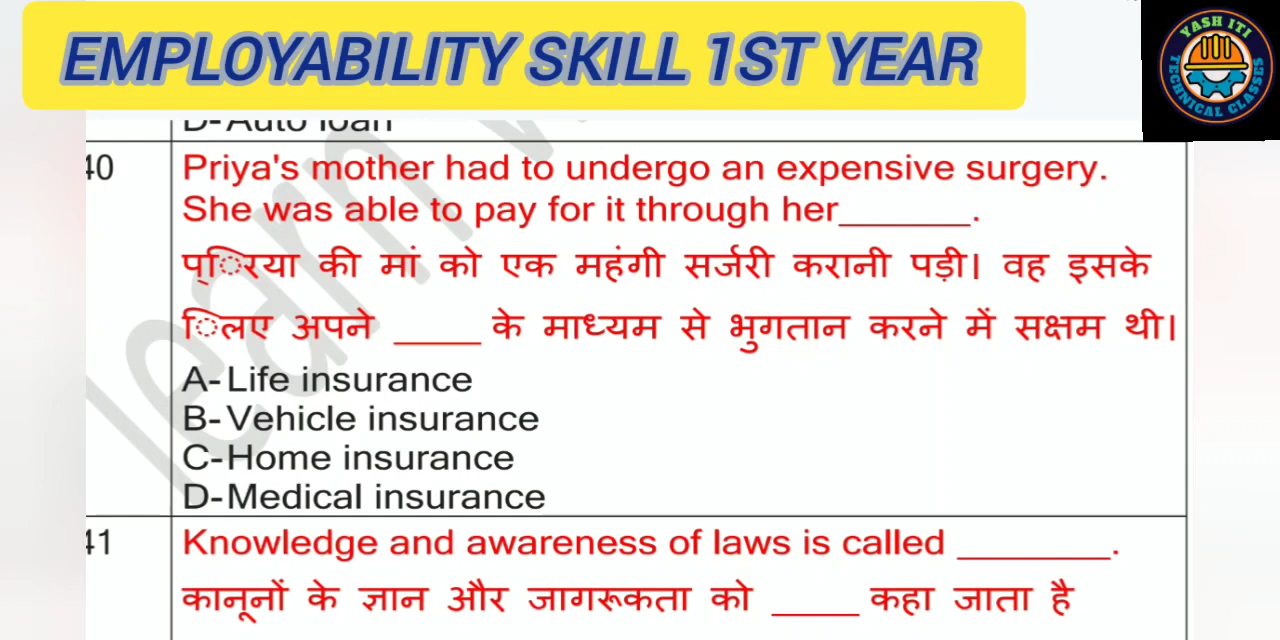 EMPLOYABILITY SKILL 1ST YEAR
YASH ITI
TECHNICAL CLASSES
D-Auto loan
40
Priya's mother had to undergo an expensive surgery.
She was able to pay for it through her_______.
प्िरया की मां को एक महंगी सर्जरी करानी पड़ी। वह इसके
िलए अपने _____ के माध्यम से भुगतान करने में सक्षम थी।
A-Life insurance
B-Vehicle insurance
C-Home insurance
D-Medical insurance
41
Knowledge and awareness of laws is called ________.
कानूनों के ज्ञान और जागरूकता को _____ कहा जाता है
learn